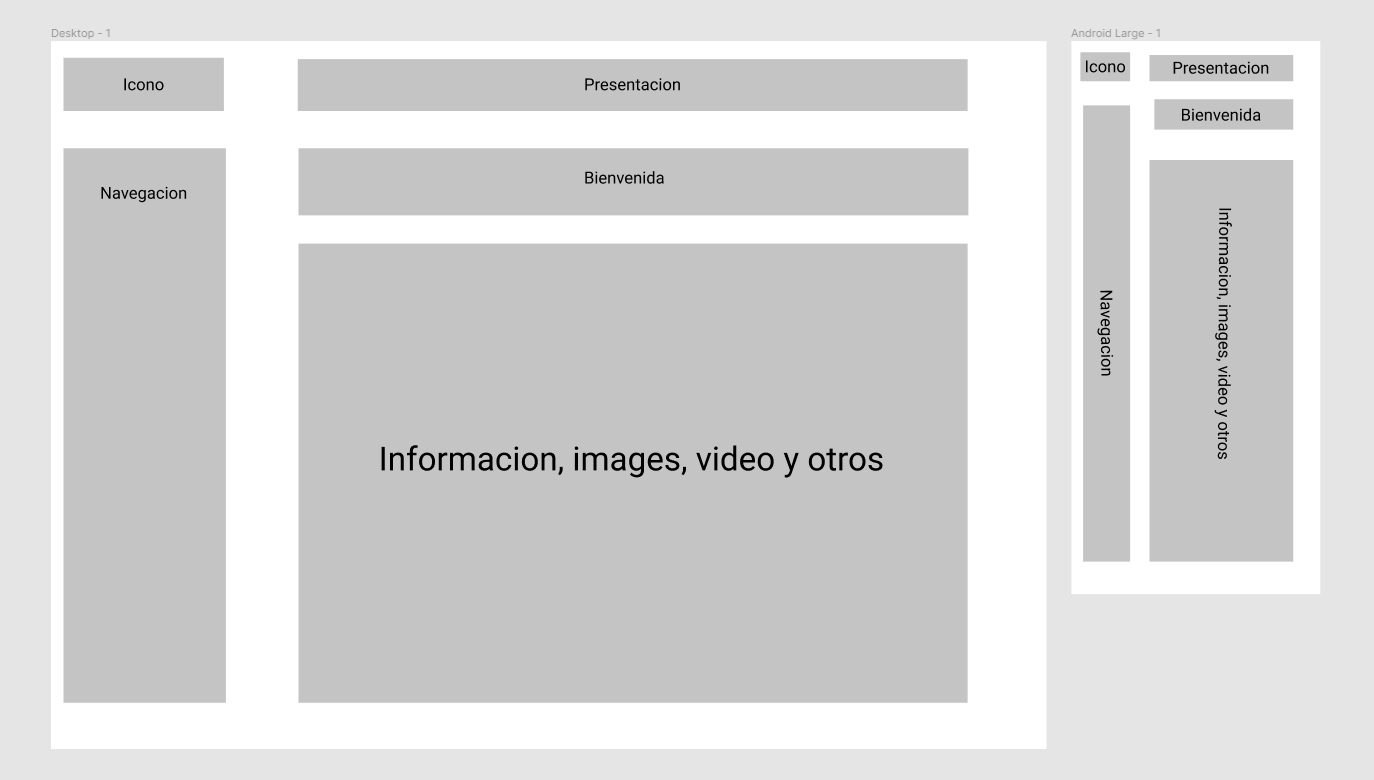 Desktop - 1
Icono
Presentacion
Navegacion
Bienvenida
Informacion, images, video y otros
Android Large - 1
Icono
Presentacion
Bienvenida
Navegacion
Informacion, images, video y otros